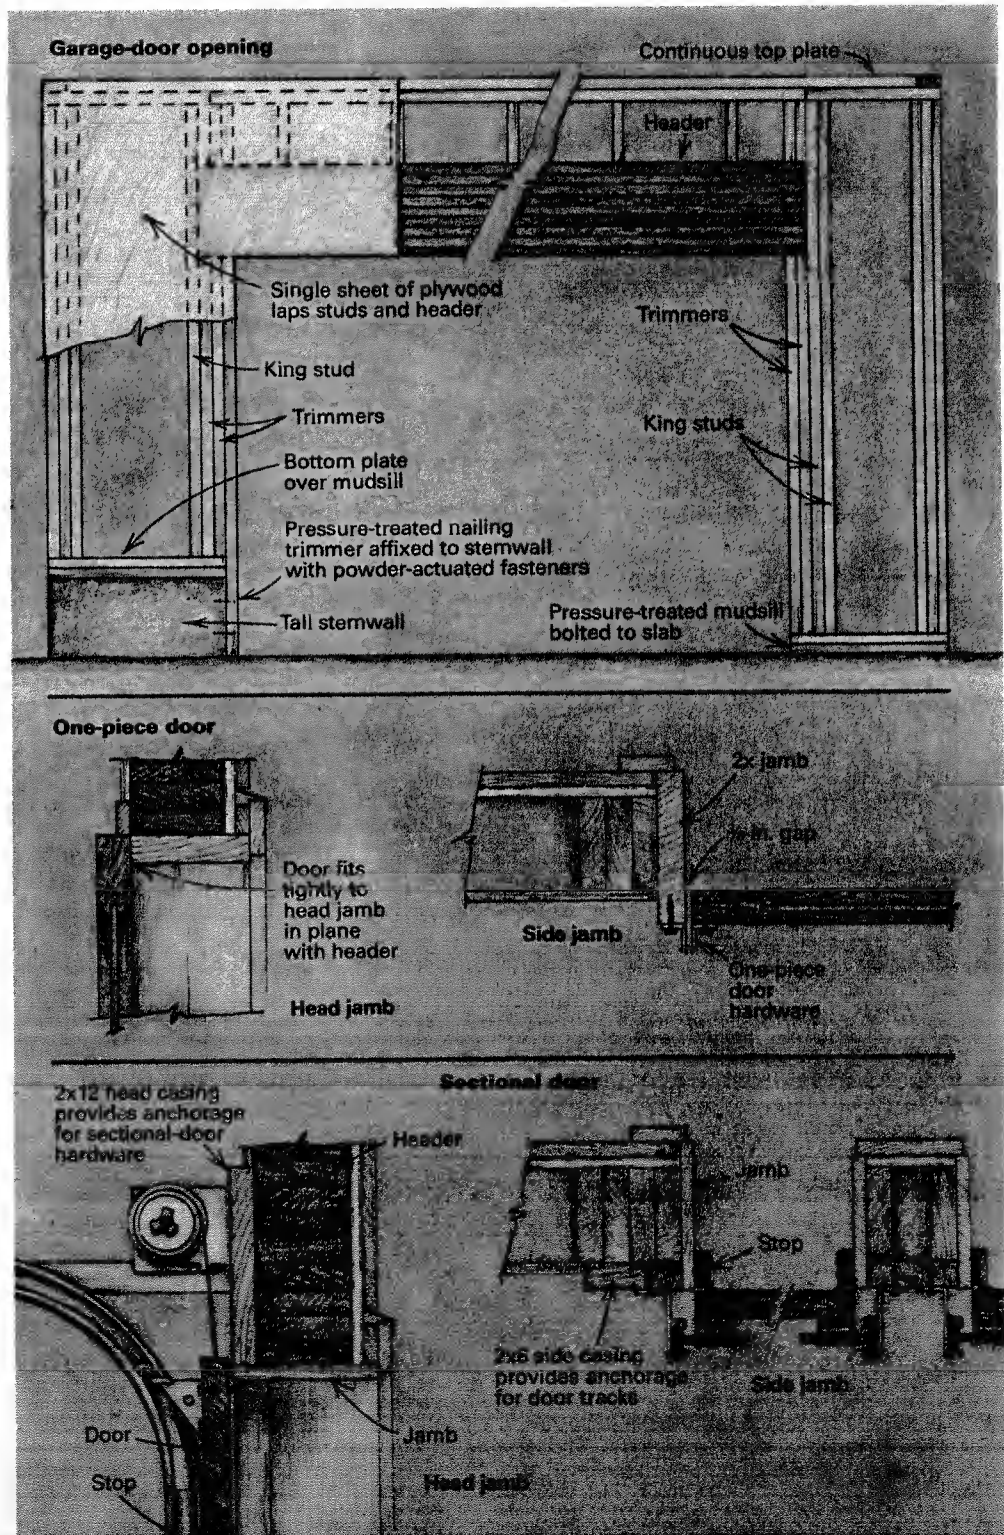 Garage-door opening
Continuous top plate
Header
Single sheet of plywood
laps studs and header
Trimmers
King stud
Trimmers
King studs
Bottom plate
over mudsill
Pressure-treated nailing
trimmer affixed to stemwall
with powder-actuated fasteners
Tall stemwall
Pressure-treated mudsill
bolted to slab
One-piece door
2x jamb
in. gap
Door fits
tightly to
head jamb
in plane
with header
Side jamb
One-piece
door
hardware
Head jamb
Sectional door
2x12 head casing
provides anchorage
for sectional-door
hardware
Header
Jamb
Stop
2x6 side casing
provides anchorage
for door tracks
Side jamb
Door
Jamb
Stop
Head jamb